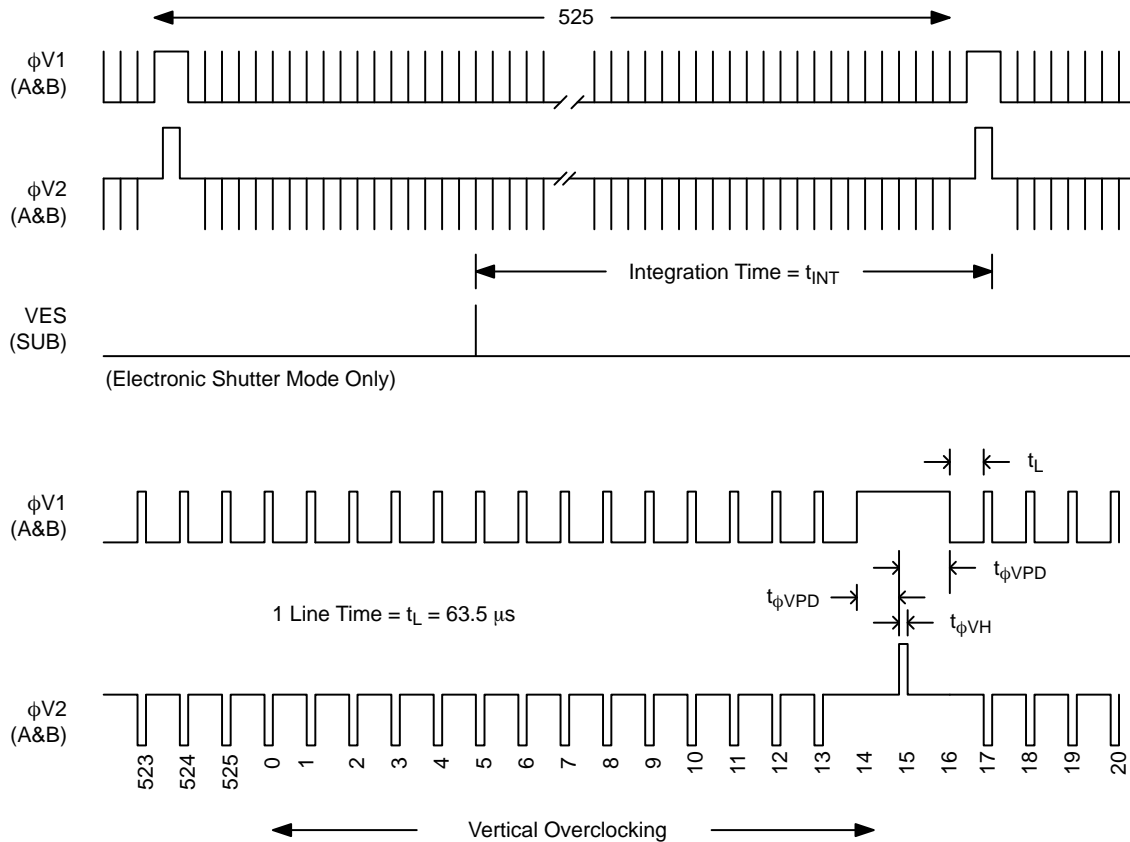 525
ϕV1
(A&B)
ϕV2
(A&B)
Integration Time = tINT
VES
(SUB)
(Electronic Shutter Mode Only)
tL
ϕV1
(A&B)
tϕVPD
tϕVPD
1 Line Time = tL = 63.5 μs
tϕVH
ϕV2
(A&B)
523 524 525 0 1 2 3 4 5 6 7 8 9 10 11 12 13 14 15 16 17 18 19 20
Vertical Overclocking